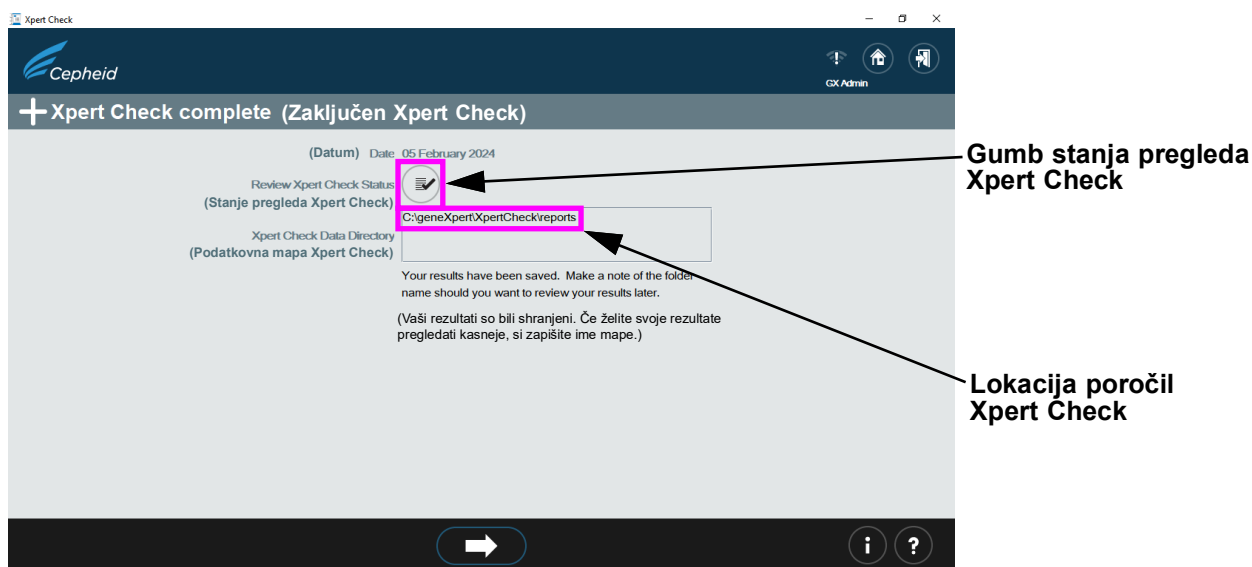 Xpert Check
Cepheid
GX Admin
Xpert Check complete (Zaključen Xpert Check)
(Datum) Date 05 February 2024
Review Xpert Check Status
(Stanje pregleda Xpert Check)
C:\geneXpert\XpertCheck\reports
Xpert Check Data Directory
(Podatkovna mapa Xpert Check)
Your results have been saved. Make a note of the folder
name should you want to review your results later.
(Vaši rezultati so bili shranjeni. Če želite svoje rezultate
pregledati kasneje, si zapišite ime mape.)
Gumb stanja pregleda
Xpert Check
Lokacija poročil
Xpert Check
i ?